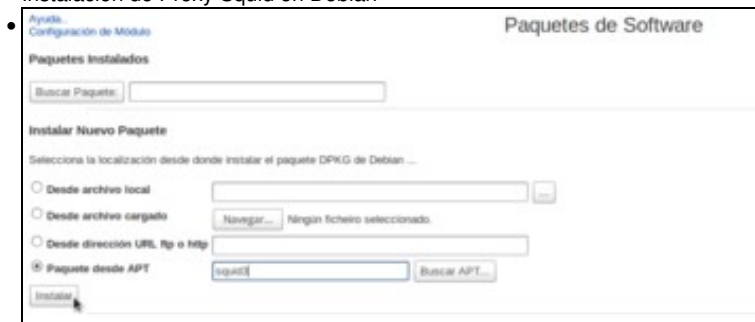 Instalación de Proxy Squid en Debian
Ayuda..
Configuración de Módulo
Paquetes de Software
Paquetes Instalados
Buscar Paquete:
Instalar Nuevo Paquete
Selecciona la localización desde donde instalar el paquete DPKG de Debian ...
Desde archivo local
...
Desde archivo cargado
Navegar... Ningún fichero seleccionado.
Desde dirección URL ftp o http
Paquete desde APT
squid3
Buscar APT...
Instalar